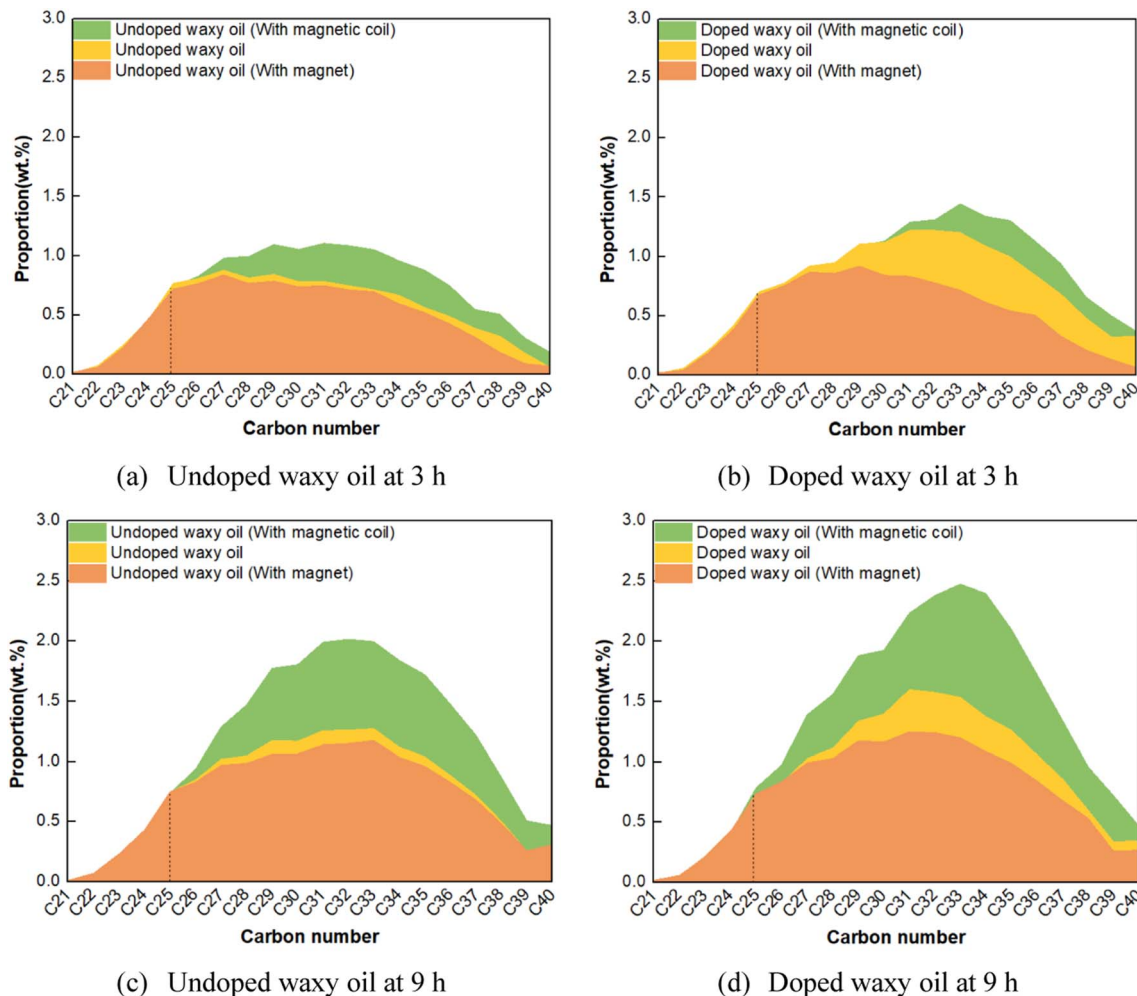 3.0
2.5
2.0
1.5
1.0
0.5
0.0
Proportion(wt.%)
Undoped waxy oil (With magnetic coil)
Undoped waxy oil
Undoped waxy oil (With magnet)
C21 C22 C23 C24 C25 C26 C27 C28 C29 C30 C31 C32 C33 C34 C35 C36 C37 C38 C39 C40
Carbon number
(a) Undoped waxy oil at 3 h
3.0
2.5
2.0
1.5
1.0
0.5
0.0
Proportion(wt.%)
Doped waxy oil (With magnetic coil)
Doped waxy oil
Doped waxy oil (With magnet)
C21 C22 C23 C24 C25 C26 C27 C28 C29 C30 C31 C32 C33 C34 C35 C36 C37 C38 C39 C40
Carbon number
(b) Doped waxy oil at 3 h
3.0
2.5
2.0
1.5
1.0
0.5
0.0
Proportion(wt.%)
Undoped waxy oil (With magnetic coil)
Undoped waxy oil
Undoped waxy oil (With magnet)
C21 C22 C23 C24 C25 C26 C27 C28 C29 C30 C31 C32 C33 C34 C35 C36 C37 C38 C39 C40
Carbon number
(c) Undoped waxy oil at 9 h
3.0
2.5
2.0
1.5
1.0
0.5
0.0
Proportion(wt.%)
Doped waxy oil (With magnetic coil)
Doped waxy oil
Doped waxy oil (With magnet)
C21 C22 C23 C24 C25 C26 C27 C28 C29 C30 C31 C32 C33 C34 C35 C36 C37 C38 C39 C40
Carbon number
(d) Doped waxy oil at 9 h